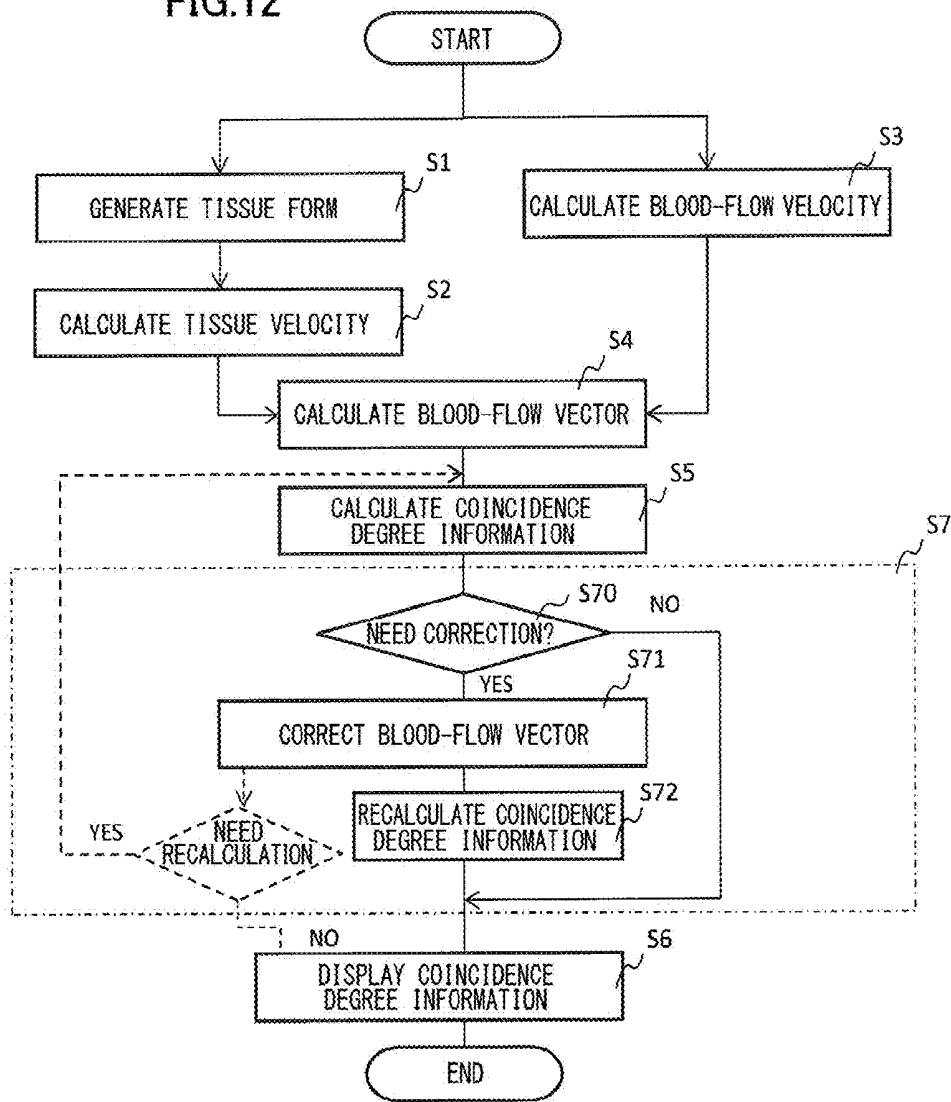 FIG.12
START
S1
GENERATE TISSUE FORM
S3
CALCULATE BLOOD-FLOW VELOCITY
S2
CALCULATE TISSUE VELOCITY
S4
CALCULATE BLOOD-FLOW VECTOR
S5
CALCULATE COINCIDENCE
DEGREE INFORMATION
S7
S70
NEED CORRECTION?
NO
YES
S71
CORRECT BLOOD-FLOW VECTOR
S72
RECALCULATE COINCIDENCE
DEGREE INFORMATION
YES
NEED
RECALCULATION
NO
S6
DISPLAY COINCIDENCE
DEGREE INFORMATION
END